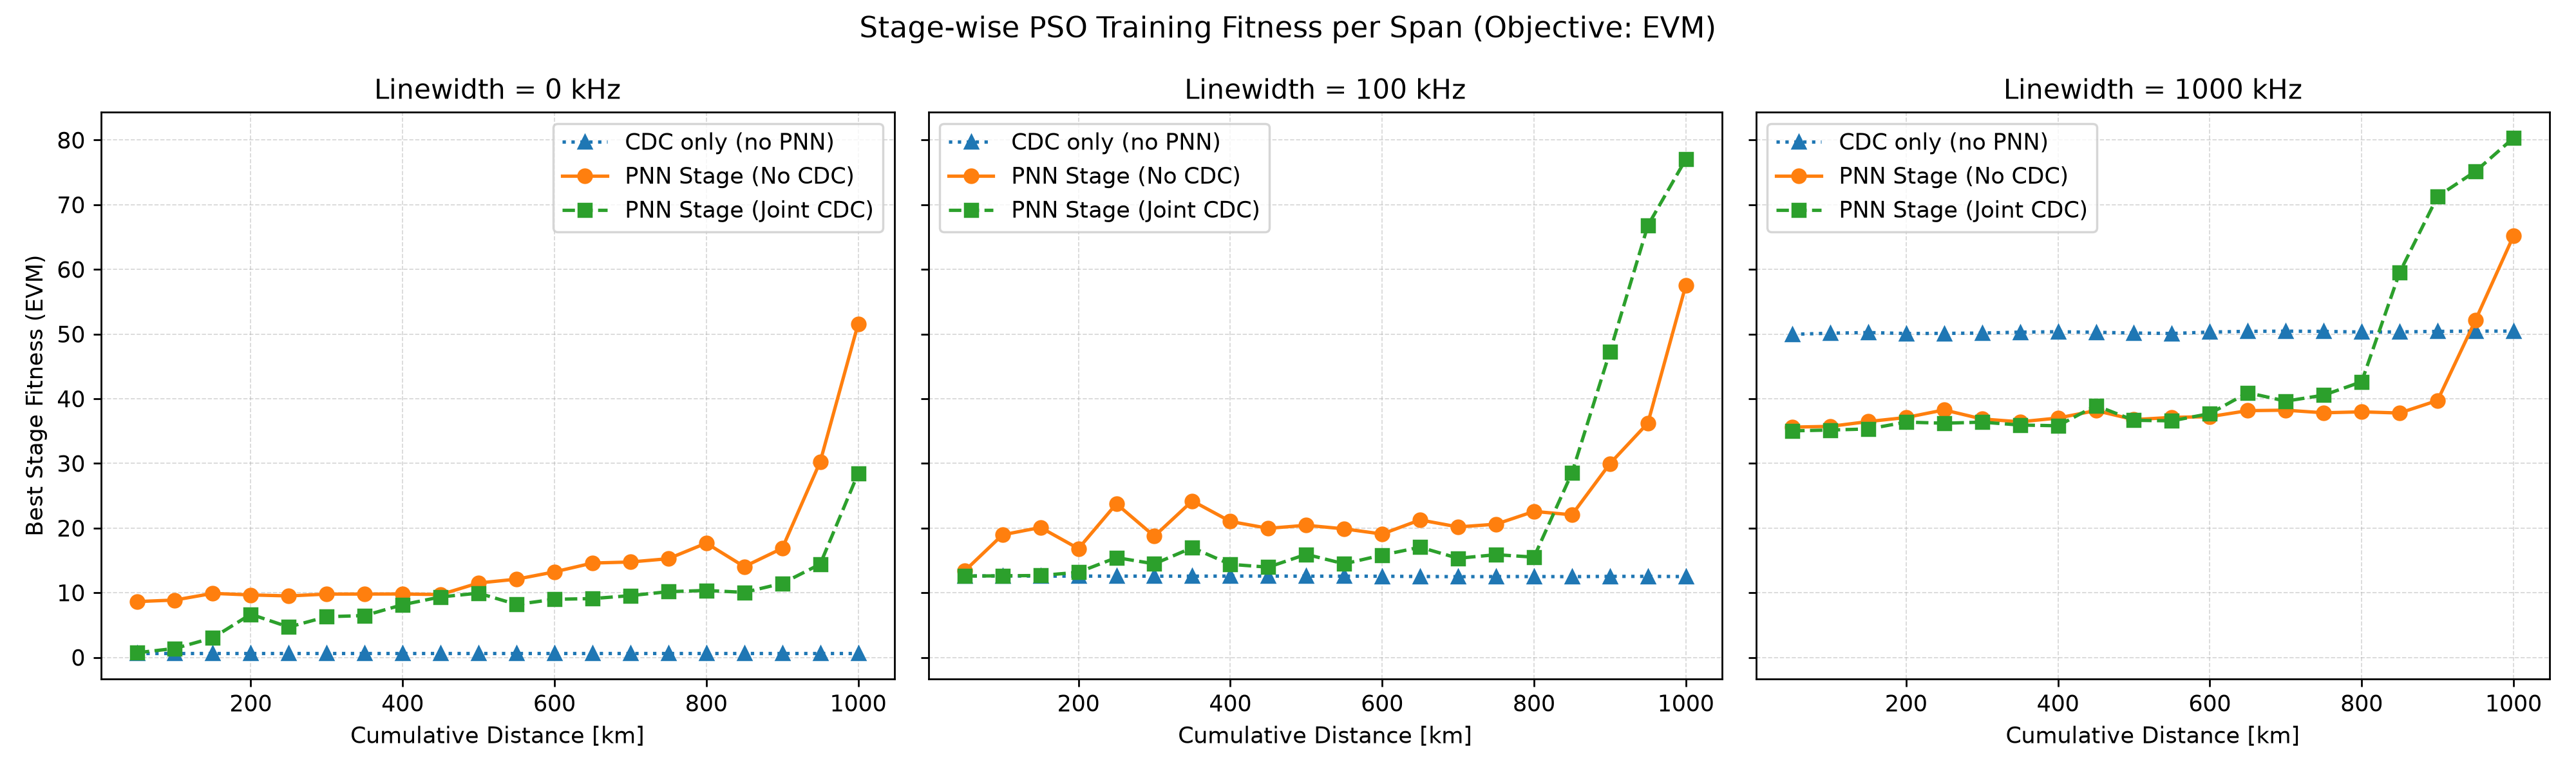 Stage-wise PSO Training Fitness per Span (Objective: EVM)
Linewidth = 0 kHz
Linewidth = 100 kHz
Linewidth = 1000 kHz
Best Stage Fitness (EVM)
80
70
60
50
40
30
20
10
0
CDC only (no PNN)
PNN Stage (No CDC)
PNN Stage (Joint CDC)
CDC only (no PNN)
PNN Stage (No CDC)
PNN Stage (Joint CDC)
CDC only (no PNN)
PNN Stage (No CDC)
PNN Stage (Joint CDC)
200 400 600 800 1000
200 400 600 800 1000
200 400 600 800 1000
Cumulative Distance [km]
Cumulative Distance [km]
Cumulative Distance [km]